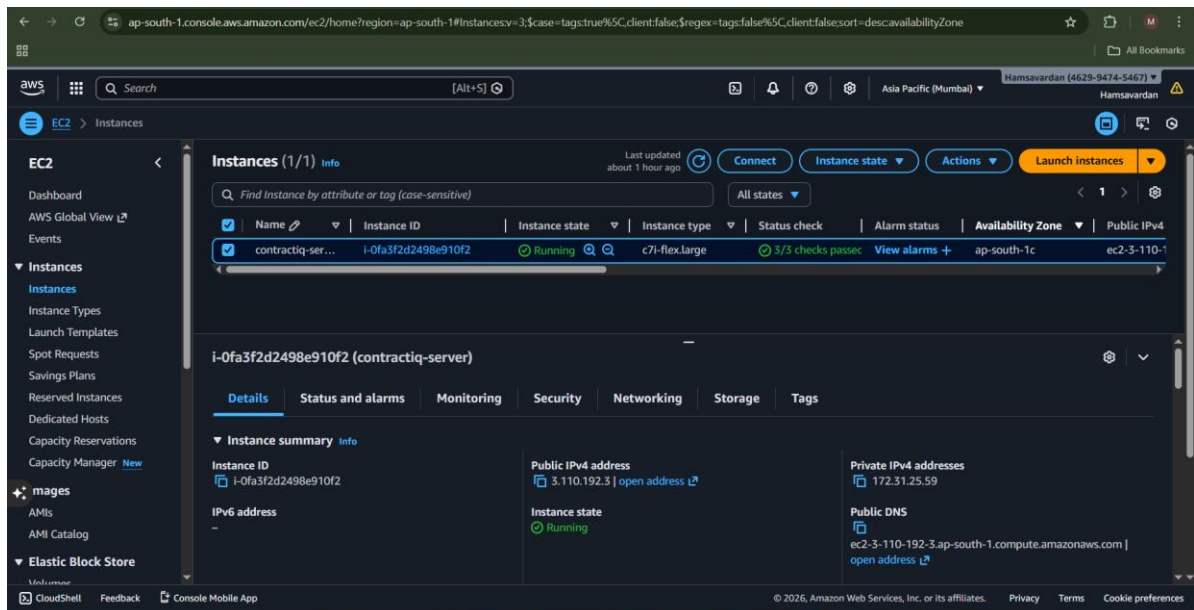 ap-south-1.console.aws.amazon.com/ec2/home?region=ap-south-1#Instances:v=3;$case=tags:true%5C,client:false;$regex=tags:false%5C,client:false;sort=desc:availabilityZone
M
All Bookmarks
aws
Search
[Alt+S]
Asia Pacific (Mumbai)
Hamsavardan (4629-9474-5467)
Hamsavardan
EC2 > Instances
EC2
Dashboard
AWS Global View
Events
Instances
Instances
Instance Types
Launch Templates
Spot Requests
Savings Plans
Reserved Instances
Dedicated Hosts
Capacity Reservations
Capacity Manager New
mages
AMIs
AMI Catalog
Elastic Block Store
Volumes
Instances (1/1) Info
Last updated
about 1 hour ago
Connect
Instance state
Actions
Launch instances
Find Instance by attribute or tag (case-sensitive)
All states
1
Name Instance ID Instance state Instance type Status check Alarm status Availability Zone Public IPv4
contractiq-ser... i-0fa3f2d2498e910f2 Running c7i-flex.large 3/3 checks passec View alarms + ap-south-1c ec2-3-110-1
i-0fa3f2d2498e910f2 (contractiq-server)
Details Status and alarms Monitoring Security Networking Storage Tags
Instance summary Info
Instance ID
i-0fa3f2d2498e910f2
Public IPv4 address
3.110.192.3 | open address
Private IPv4 addresses
172.31.25.59
IPv6 address
–
Instance state
Running
Public DNS
ec2-3-110-192-3.ap-south-1.compute.amazonaws.com |
open address
CloudShell Feedback Console Mobile App
© 2026, Amazon Web Services, Inc. or its affiliates. Privacy Terms Cookie preferences